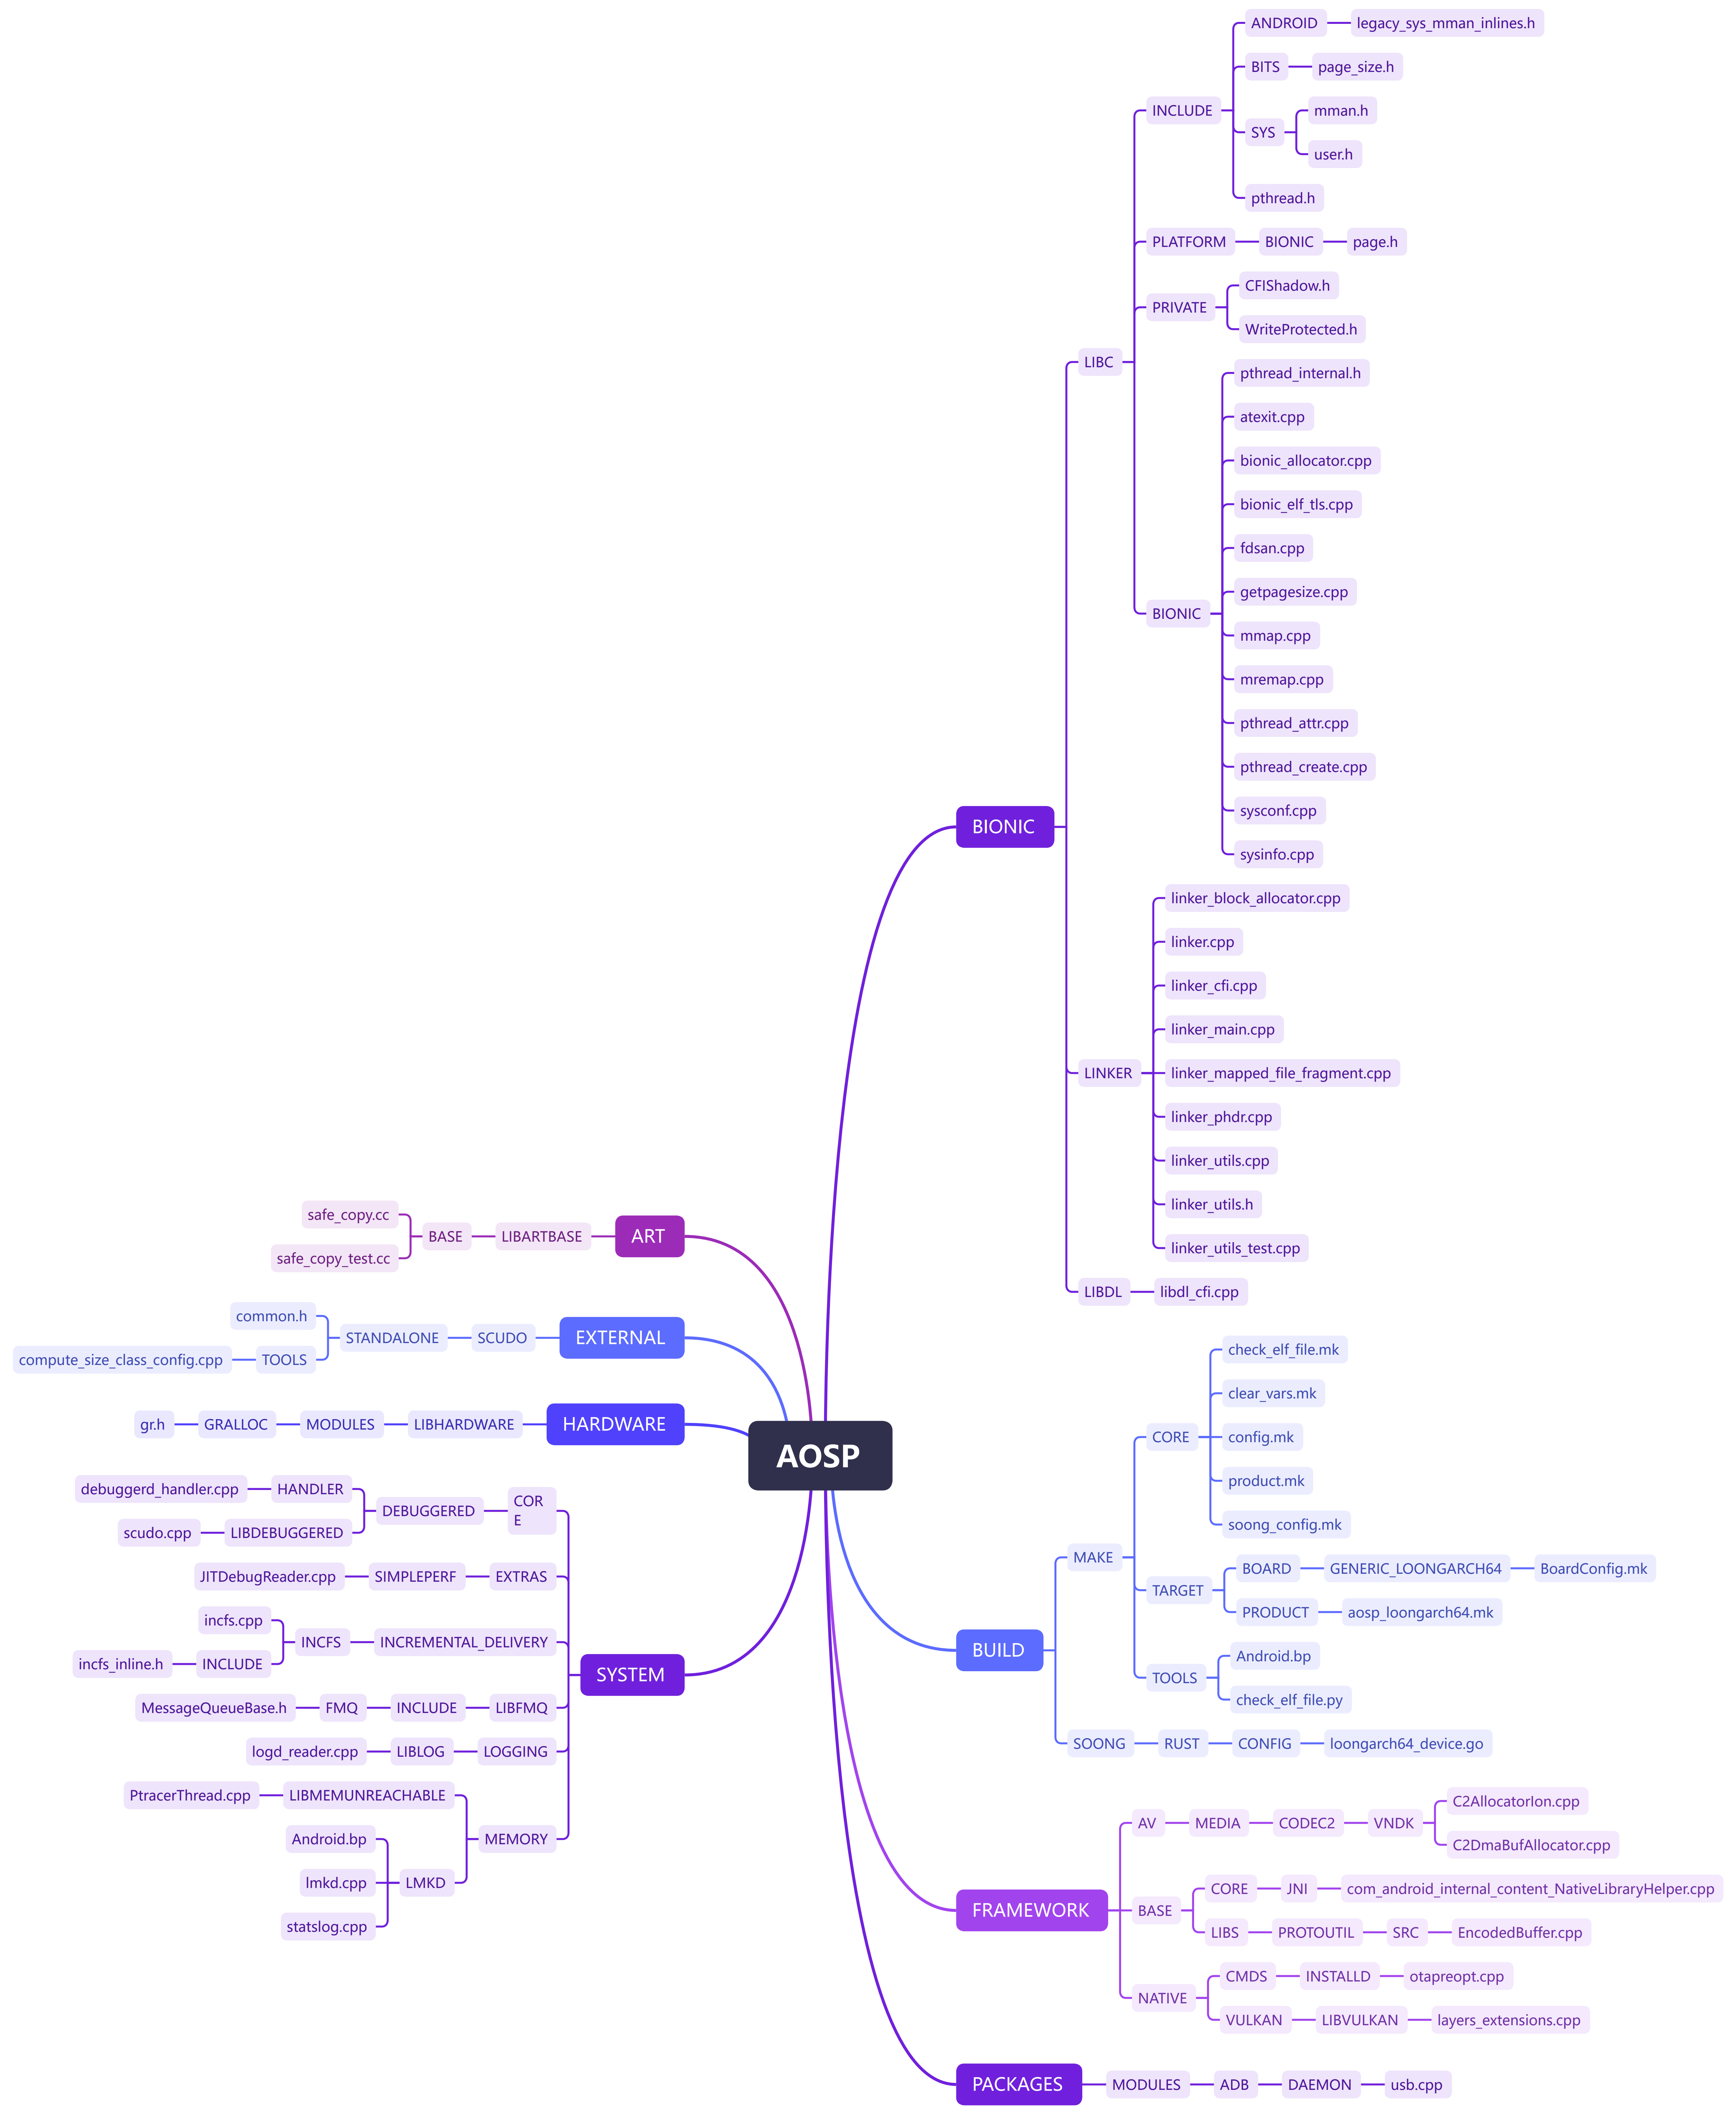 AOSP
BIONIC
LIBC
INCLUDE
ANDROID
legacy_sys_mman_inlines.h
BITS
page_size.h
SYS
mman.h
user.h
pthread.h
PLATFORM
BIONIC
page.h
PRIVATE
CFIShadow.h
WriteProtected.h
BIONIC
pthread_internal.h
atexit.cpp
bionic_allocator.cpp
bionic_elf_tls.cpp
fdsan.cpp
getpagesize.cpp
mmap.cpp
mremap.cpp
pthread_attr.cpp
pthread_create.cpp
sysconf.cpp
sysinfo.cpp
LINKER
linker_block_allocator.cpp
linker.cpp
linker_cfi.cpp
linker_main.cpp
linker_mapped_file_fragment.cpp
linker_phdr.cpp
linker_utils.cpp
linker_utils.h
linker_utils_test.cpp
LIBDL
libdl_cfi.cpp
BUILD
MAKE
CORE
check_elf_file.mk
clear_vars.mk
config.mk
product.mk
soong_config.mk
TARGET
BOARD
GENERIC_LOONGARCH64
BoardConfig.mk
PRODUCT
aosp_loongarch64.mk
TOOLS
Android.bp
check_elf_file.py
SOONG
RUST
CONFIG
loongarch64_device.go
FRAMEWORK
AV
MEDIA
CODEC2
VNDK
C2AllocatorIon.cpp
C2DmaBufAllocator.cpp
BASE
CORE
JNI
com_android_internal_content_NativeLibraryHelper.cpp
LIBS
PROTOUTIL
SRC
EncodedBuffer.cpp
NATIVE
CMDS
INSTALLD
otapreopt.cpp
VULKAN
LIBVULKAN
layers_extensions.cpp
PACKAGES
MODULES
ADB
DAEMON
usb.cpp
ART
LIBARTBASE
BASE
safe_copy.cc
safe_copy_test.cc
EXTERNAL
SCUDO
STANDALONE
common.h
TOOLS
compute_size_class_config.cpp
HARDWARE
LIBHARDWARE
MODULES
GRALLOC
gr.h
SYSTEM
COR
E
DEBUGGERED
HANDLER
debuggerd_handler.cpp
LIBDEBUGGERED
scudo.cpp
EXTRAS
SIMPLEPERF
JITDebugReader.cpp
INCREMENTAL_DELIVERY
INCFS
incfs.cpp
INCLUDE
incfs_inline.h
LIBFMQ
INCLUDE
FMQ
MessageQueueBase.h
LOGGING
LIBLOG
logd_reader.cpp
MEMORY
LIBMEMUNREACHABLE
PtracerThread.cpp
LMKD
Android.bp
lmkd.cpp
statslog.cpp